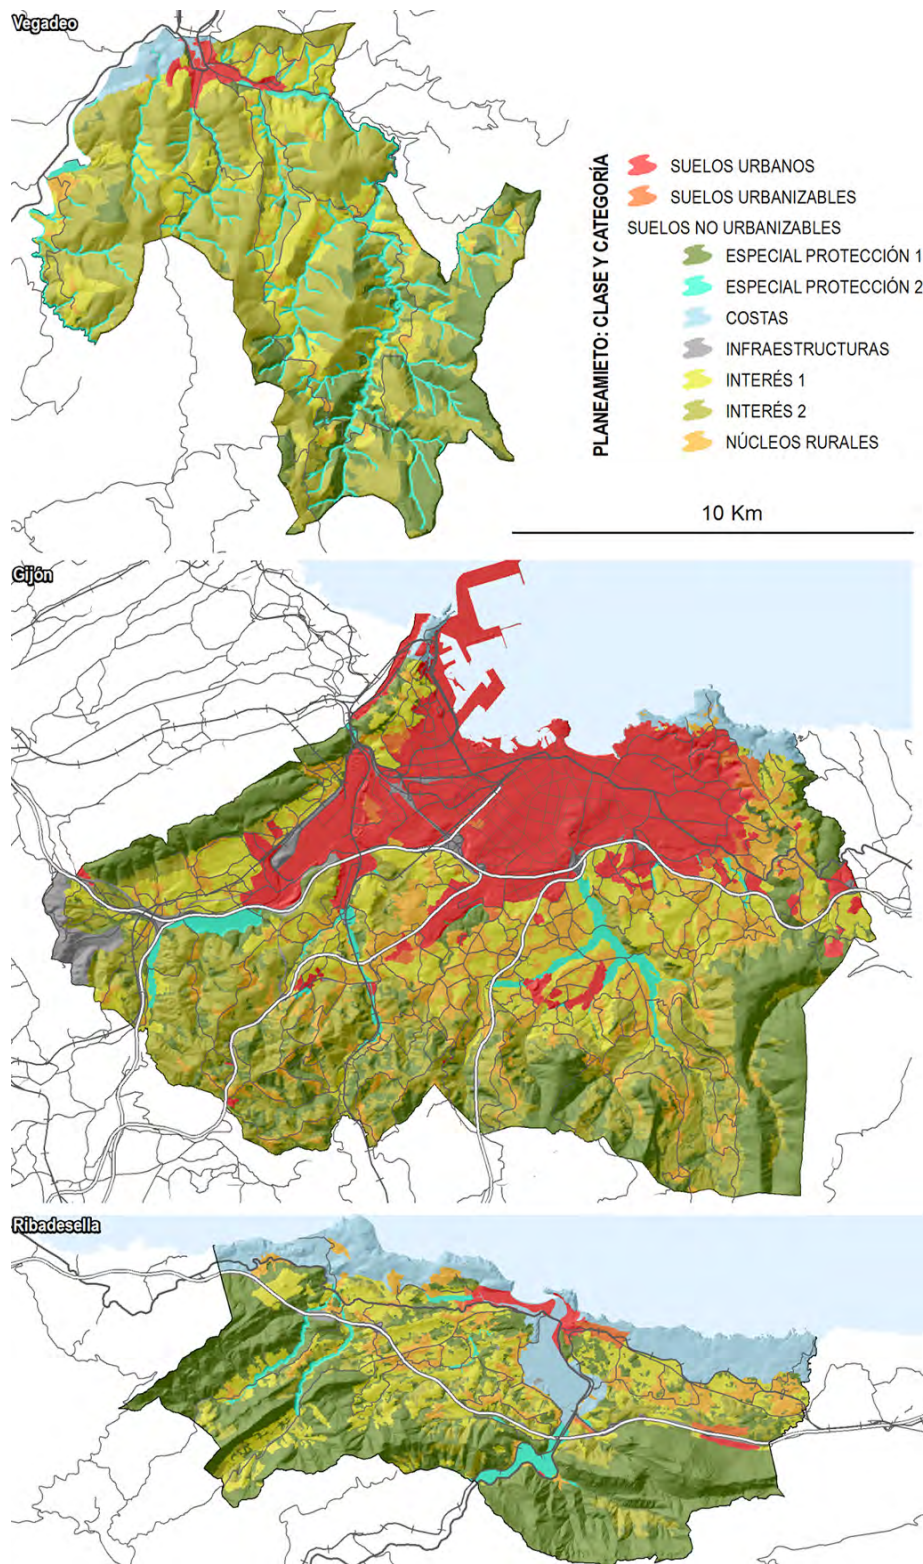 Vegadeo
PLANEAMIETO: CLASE Y CATEGORÍA
SUELOS URBANOS
SUELOS URBANIZABLES
SUELOS NO URBANIZABLES
ESPECIAL PROTECCIÓN 1
ESPECIAL PROTECCIÓN 2
COSTAS
INFRAESTRUCTURAS
INTERÉS 1
INTERÉS 2
NÚCLEOS RURALES
10 Km
Gijón
Ribadesella